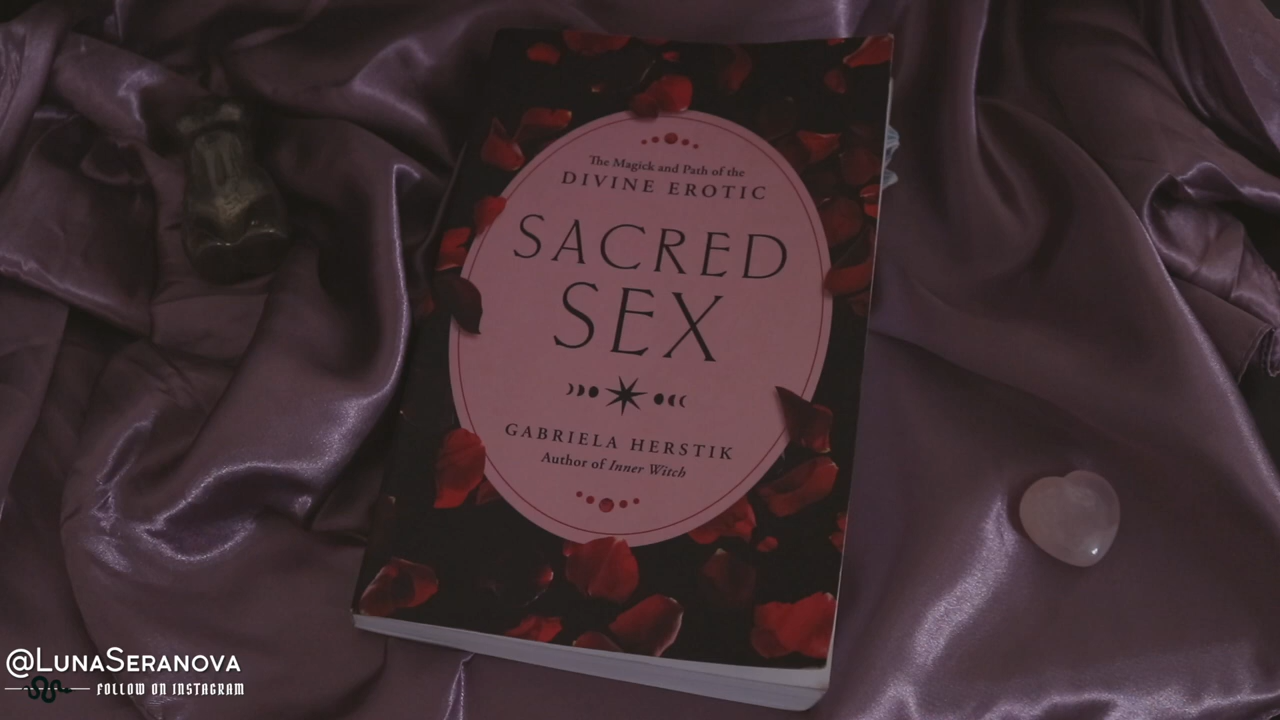 The Magick and Path of the
DIVINE EROTIC
SACRED
SEX
GABRIELA HERSTIK
Author of Inner Witch
@LUNASERANOVA
FOLLOW ON INSTAGRAM